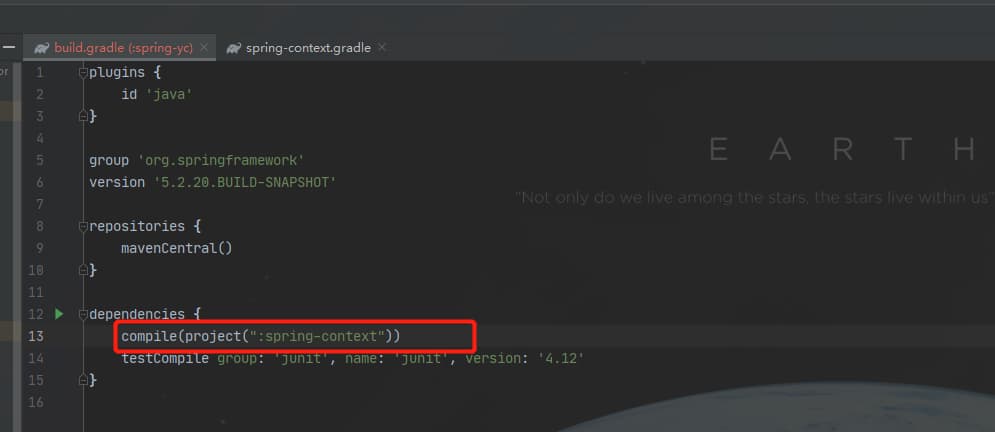 or
build.gradle (:spring-yc)
spring-context.gradle
1 plugins {
2 id 'java'
3 }
4
5 group 'org.springframework'
6 version '5.2.20.BUILD-SNAPSHOT'
7
8 repositories {
9 mavenCentral()
10 }
11
12 dependencies {
13 compile(project(":spring-context"))
14 testCompile group: 'junit', name: 'junit', version: '4.12'
15 }
16
EARTH
"Not only do we live among the stars, the stars live within us"